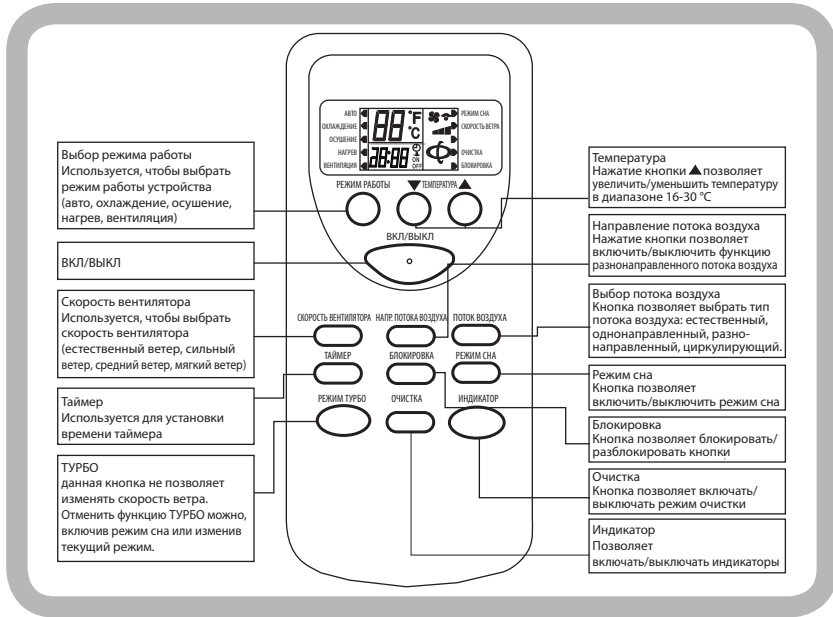 АВТО
ОХЛАЖДЕНИЕ
ОСУШЕНИЕ
НАГРЕВ
ВЕНТИЛЯЦИЯ
88 °F °C
28:88 ON OFF
РЕЖИМ СНА
СКОРОСТЬ ВЕТРА
ОЧИСТКА
БЛОКИРОВКА
РЕЖИМ РАБОТЫ
▼ ТЕМПЕРАТУРА ▲
ВКЛ/ВЫКЛ
СКОРОСТЬ ВЕНТИЛЯТОРА
НАПР. ПОТОКА ВОЗДУХА
ПОТОК ВОЗДУХА
ТАЙМЕР
БЛОКИРОВКА
РЕЖИМ СНА
РЕЖИМ ТУРБО
ОЧИСТКА
ИНДИКАТОР
Выбор режима работы
Используется, чтобы выбрать
режим работы устройства
(авто, охлаждение, осушение,
нагрев, вентиляция)
ВКЛ/ВЫКЛ
Скорость вентилятора
Используется, чтобы выбрать
скорость вентилятора
(естественный ветер, сильный
ветер, средний ветер, мягкий ветер)
Таймер
Используется для установки
времени таймера
ТУРБО
данная кнопка не позволяет
изменять скорость ветра.
Отменить функцию ТУРБО можно,
включив режим сна или изменив
текущий режим.
Температура
Нажатие кнопки ▲ позволяет
увеличить/уменьшить температуру
в диапазоне 16-30 °C
Направление потока воздуха
Нажатие кнопки позволяет
включить/выключить функцию
разнонаправленного потока воздуха
Выбор потока воздуха
Кнопка позволяет выбрать тип
потока воздуха: естественный,
однонаправленный, разно-
направленный, циркулирующий.
Режим сна
Кнопка позволяет
включить/выключить режим сна
Блокировка
Кнопка позволяет блокировать/
разблокировать кнопки
Очистка
Кнопка позволяет включать/
выключать режим очистки
Индикатор
Позволяет
включать/выключать индикаторы